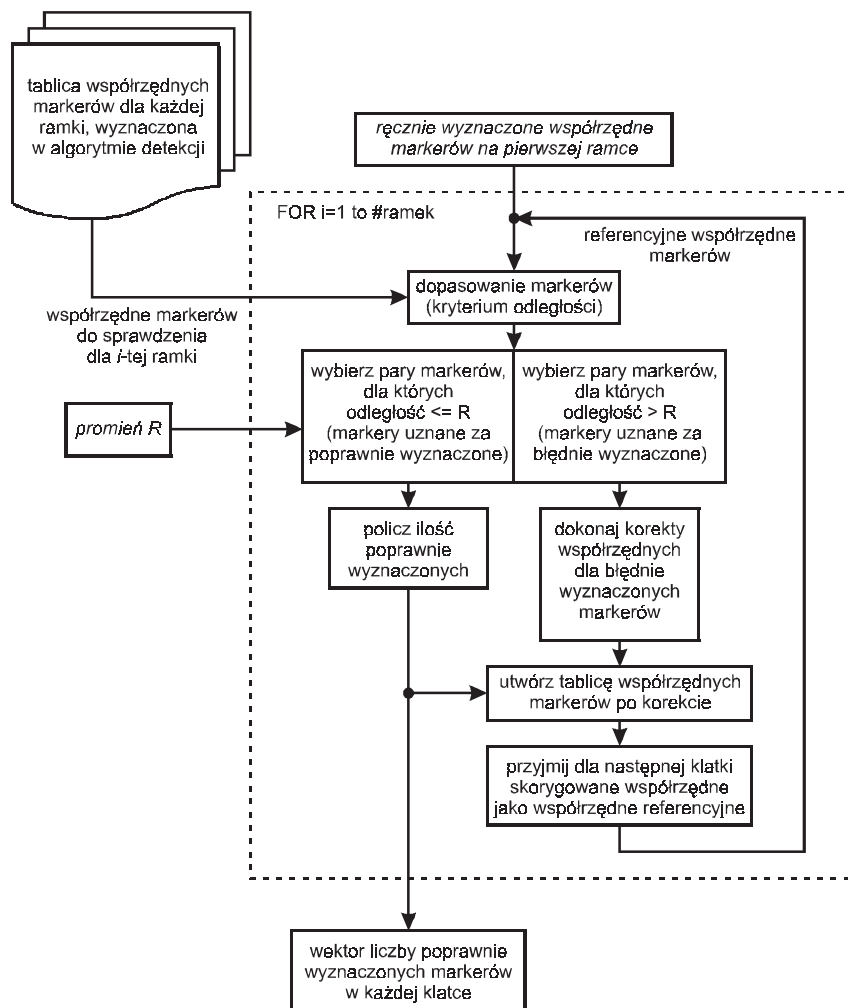 tablica współrzędnych
markerów dla każdej
ramki, wyznaczona
w algorytmie detekcji
ręcznie wyznaczone współrzędne
markerów na pierwszej ramce
FOR i=1 to #ramek
referencyjne współrzędne
markerów
dopasowanie markerów
(kryterium odległości)
współrzędne markerów
do sprawdzenia
dla i-tej ramki
wybierz pary markerów,
dla których
odległość <= R
(markery uznane za
poprawnie wyznaczone)
wybierz pary markerów,
dla których
odległość > R
(markery uznane za
błędnie wyznaczone)
promień R
policz ilość
poprawnie
wyznaczonych
dokonaj korekty
współrzędnych
dla błędnie
wyznaczonych
markerów
utwórz tablicę współrzędnych
markerów po korekcie
przyjmij dla następnej klatki
skorygowane współrzędne
jako współrzędne referencyjne
wektor liczby poprawnie
wyznaczonych markerów
w każdej klatce